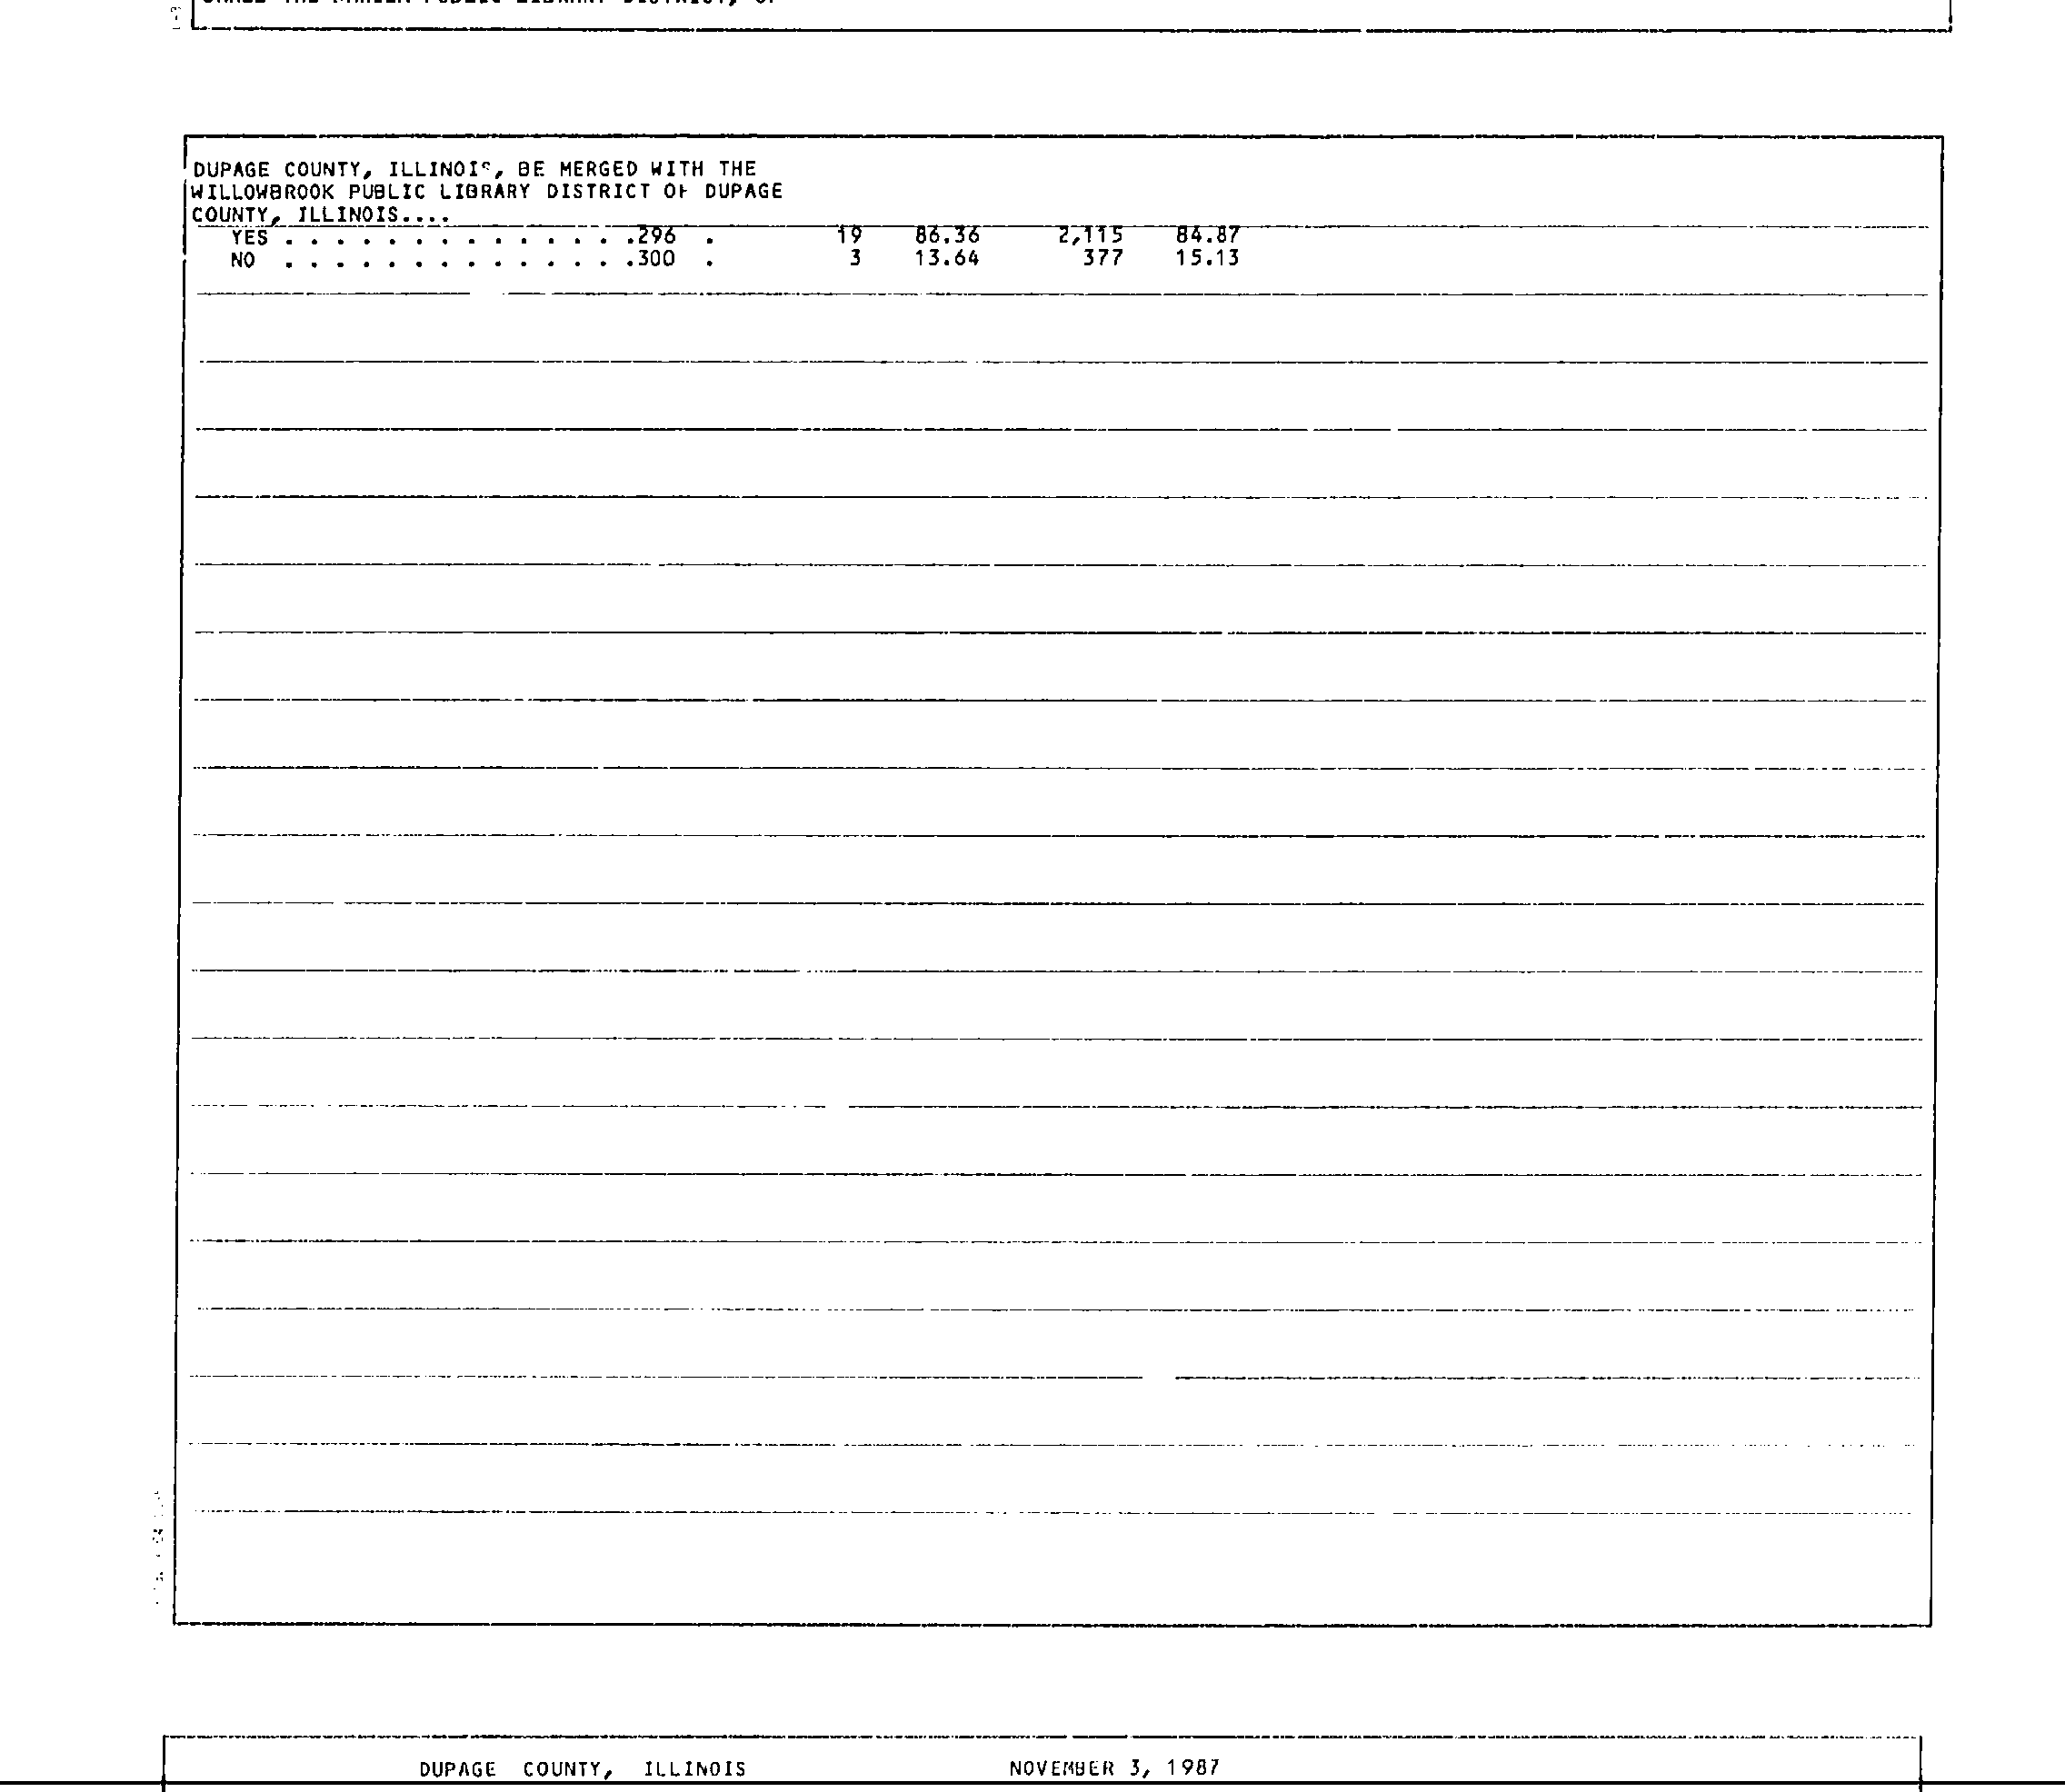 DUPAGE COUNTY, ILLINOIS, BE MERGED WITH THE
WILLOWBROOK PUBLIC LIBRARY DISTRICT OF DUPAGE
COUNTY, ILLINOIS....
YES . . . . . . . . . . . . . .296 . 19 86.36 2,115 84.87
NO . . . . . . . . . . . . . .300 . 3 13.64 377 15.13
DUPAGE COUNTY, ILLINOIS NOVEMBER 3, 1987